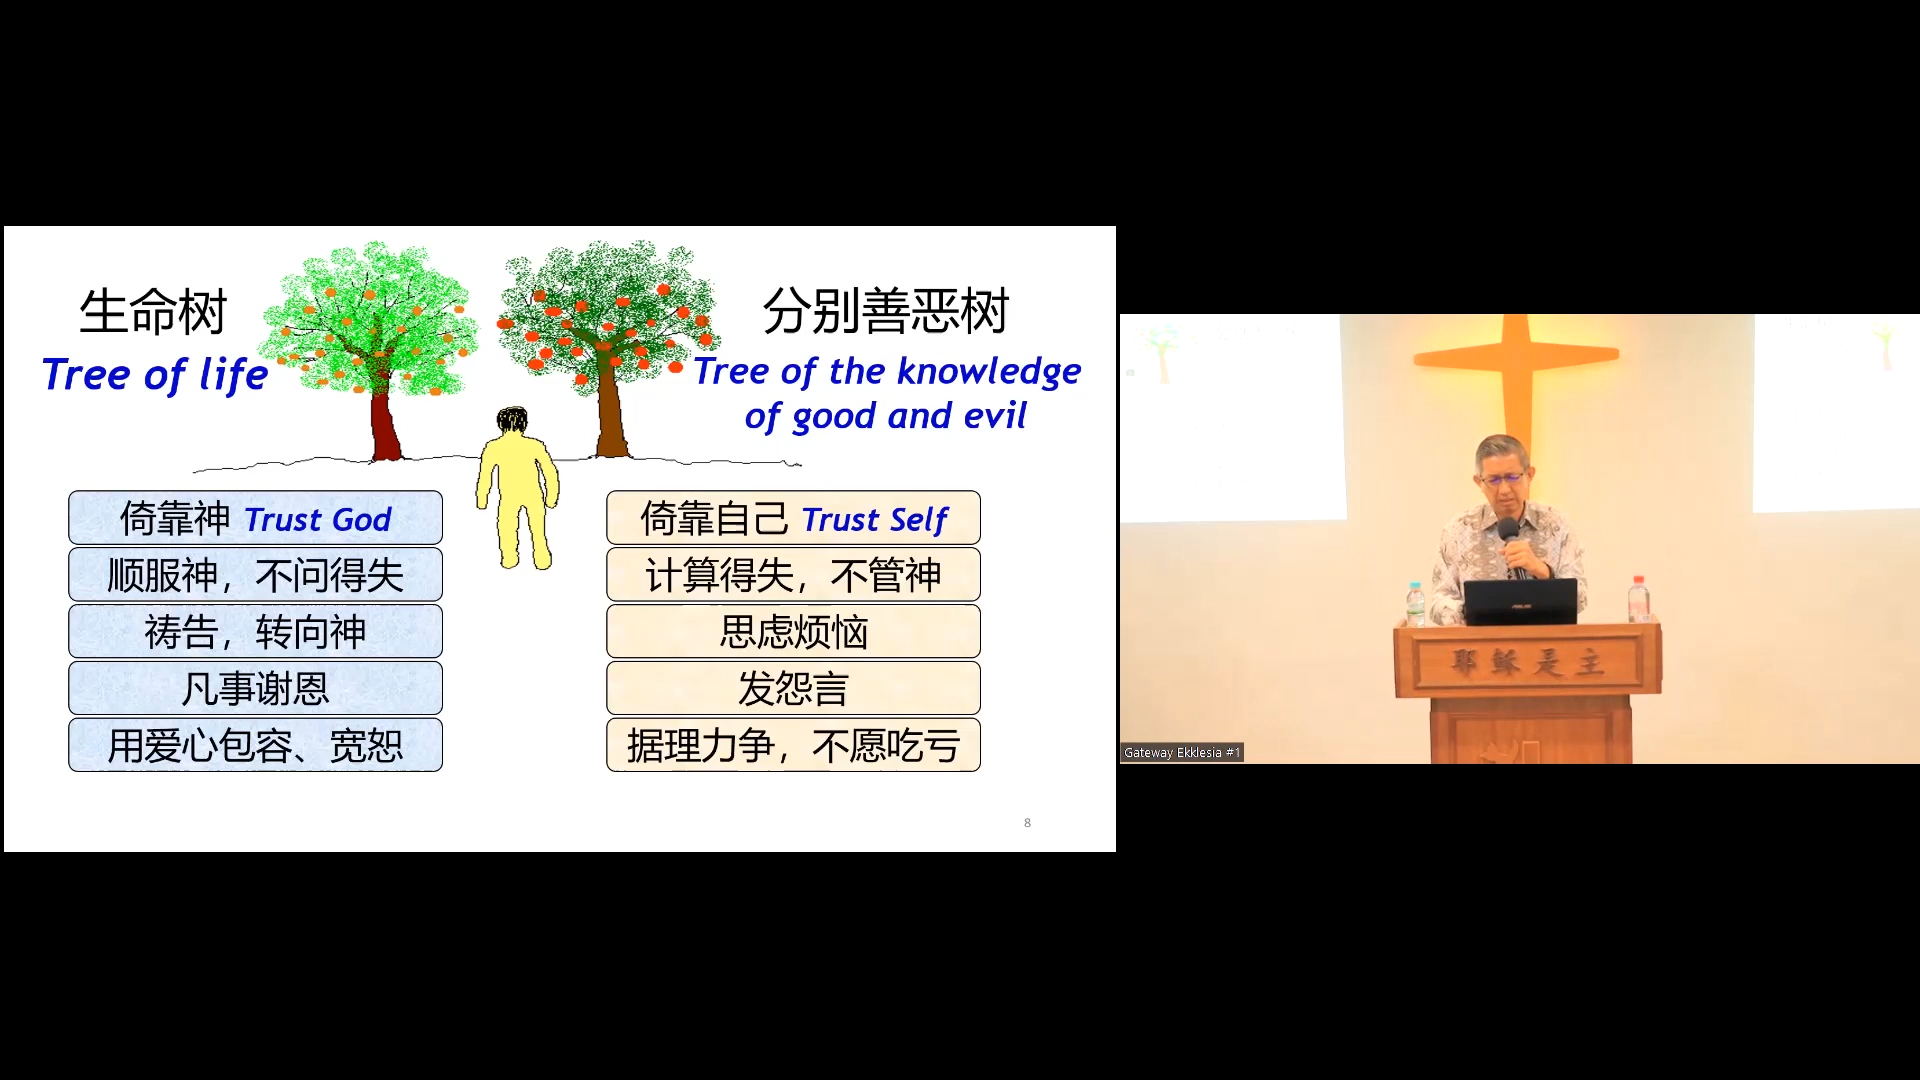 生命树
Tree of life
分别善恶树
Tree of the knowledge
of good and evil
倚靠神 Trust God
顺服神，不问得失
祷告，转向神
凡事谢恩
用爱心包容、宽恕
倚靠自己 Trust Self
计算得失，不管神
思虑烦恼
发怨言
据理力争，不愿吃亏
8
ASUS
耶穌是主
Gateway Ekklesia #1